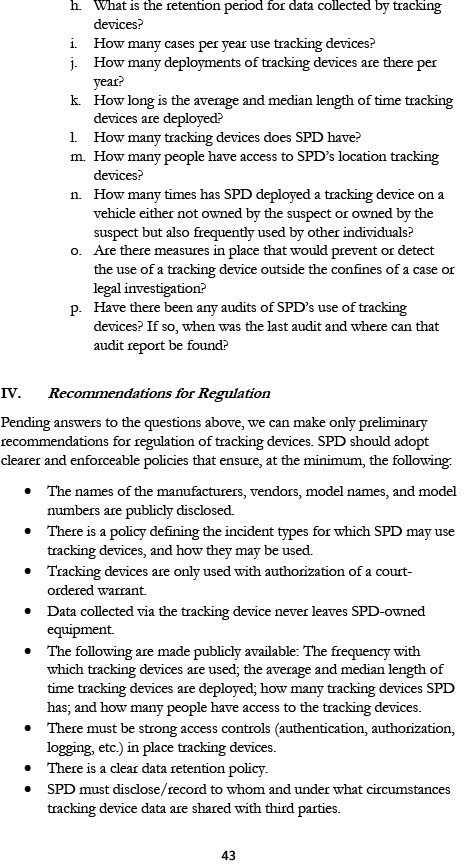 h. What is the retention period for data collected by tracking
devices?
i. How many cases per year use tracking devices?
j. How many deployments of tracking devices are there per
year?
k. How long is the average and median length of time tracking
devices are deployed?
l. How many tracking devices does SPD have?
m. How many people have access to SPD’s location tracking
devices?
n. How many times has SPD deployed a tracking device on a
vehicle either not owned by the suspect or owned by the
suspect but also frequently used by other individuals?
o. Are there measures in place that would prevent or detect
the use of a tracking device outside the confines of a case or
legal investigation?
p. Have there been any audits of SPD’s use of tracking
devices? If so, when was the last audit and where can that
audit report be found?
IV. Recommendations for Regulation
Pending answers to the questions above, we can make only preliminary
recommendations for regulation of tracking devices. SPD should adopt
clearer and enforceable policies that ensure, at the minimum, the following:
• The names of the manufacturers, vendors, model names, and model
numbers are publicly disclosed.
• There is a policy defining the incident types for which SPD may use
tracking devices, and how they may be used.
• Tracking devices are only used with authorization of a court-
ordered warrant.
• Data collected via the tracking device never leaves SPD-owned
equipment.
• The following are made publicly available: The frequency with
which tracking devices are used; the average and median length of
time tracking devices are deployed; how many tracking devices SPD
has; and how many people have access to the tracking devices.
• There must be strong access controls (authentication, authorization,
logging, etc.) in place tracking devices.
• There is a clear data retention policy.
• SPD must disclose/record to whom and under what circumstances
tracking device data are shared with third parties.
43